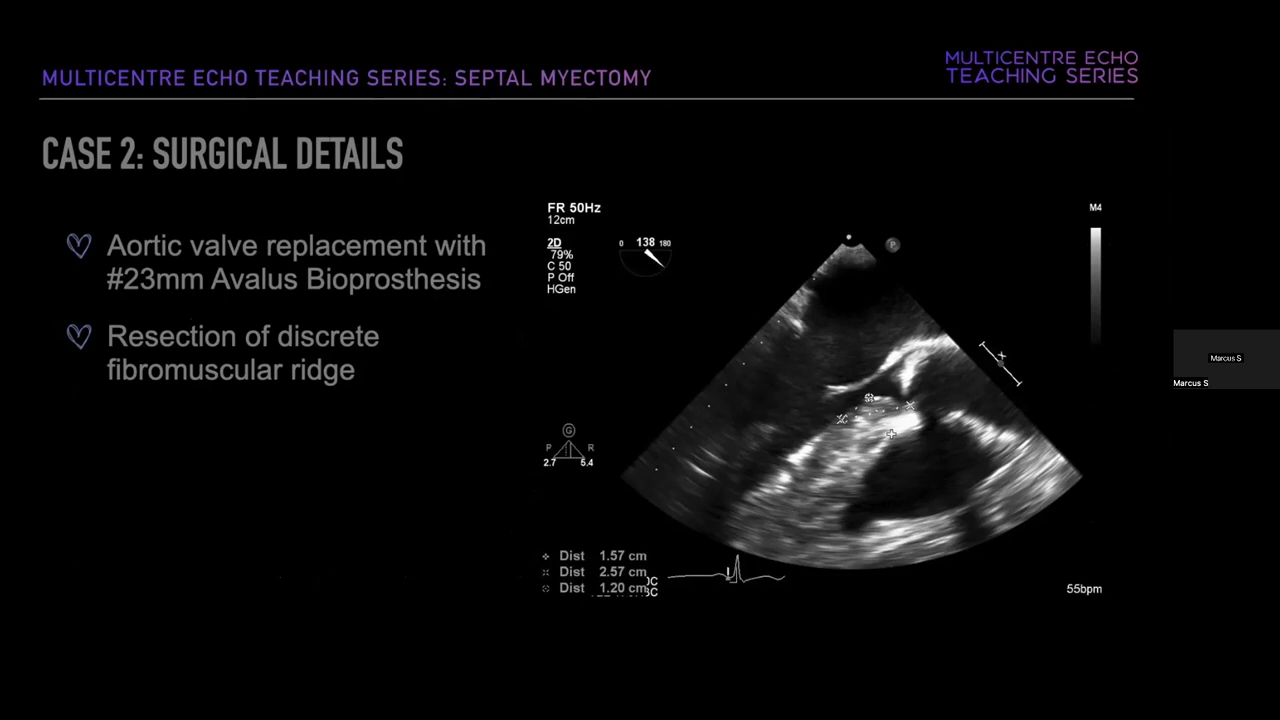 MULTICENTRE ECHO TEACHING SERIES: SEPTAL MYECTOMY
MULTICENTRE ECHO
TEACHING SERIES
CASE 2: SURGICAL DETAILS
Aortic valve replacement with
#23mm Avalus Bioprosthesis
Resection of discrete
fibromuscular ridge
FR 50Hz
12cm
2D
79%
C 50
P Off
HGen
0 138 180
P
M4
X
G
P R
2.7 5.4
Dist 1.57 cm
Dist 2.57 cm
Dist 1.20 cm
55bpm
Marcus S
Marcus S